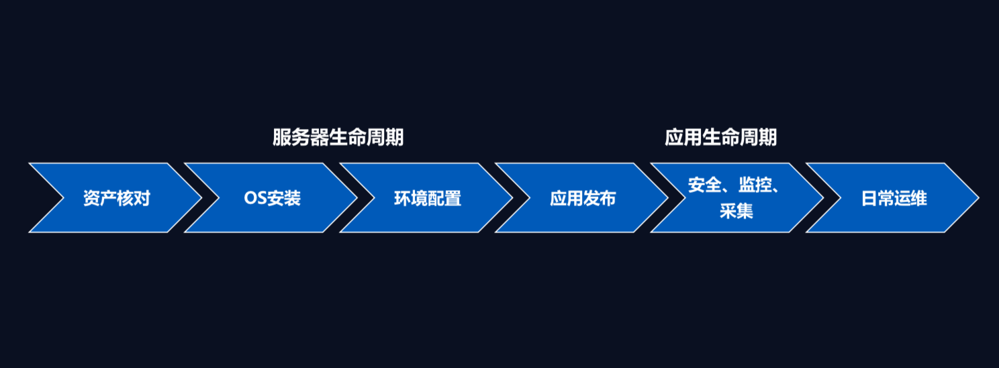 服务器生命周期
应用生命周期
资产核对
OS安装
环境配置
应用发布
安全、监控、
采集
日常运维